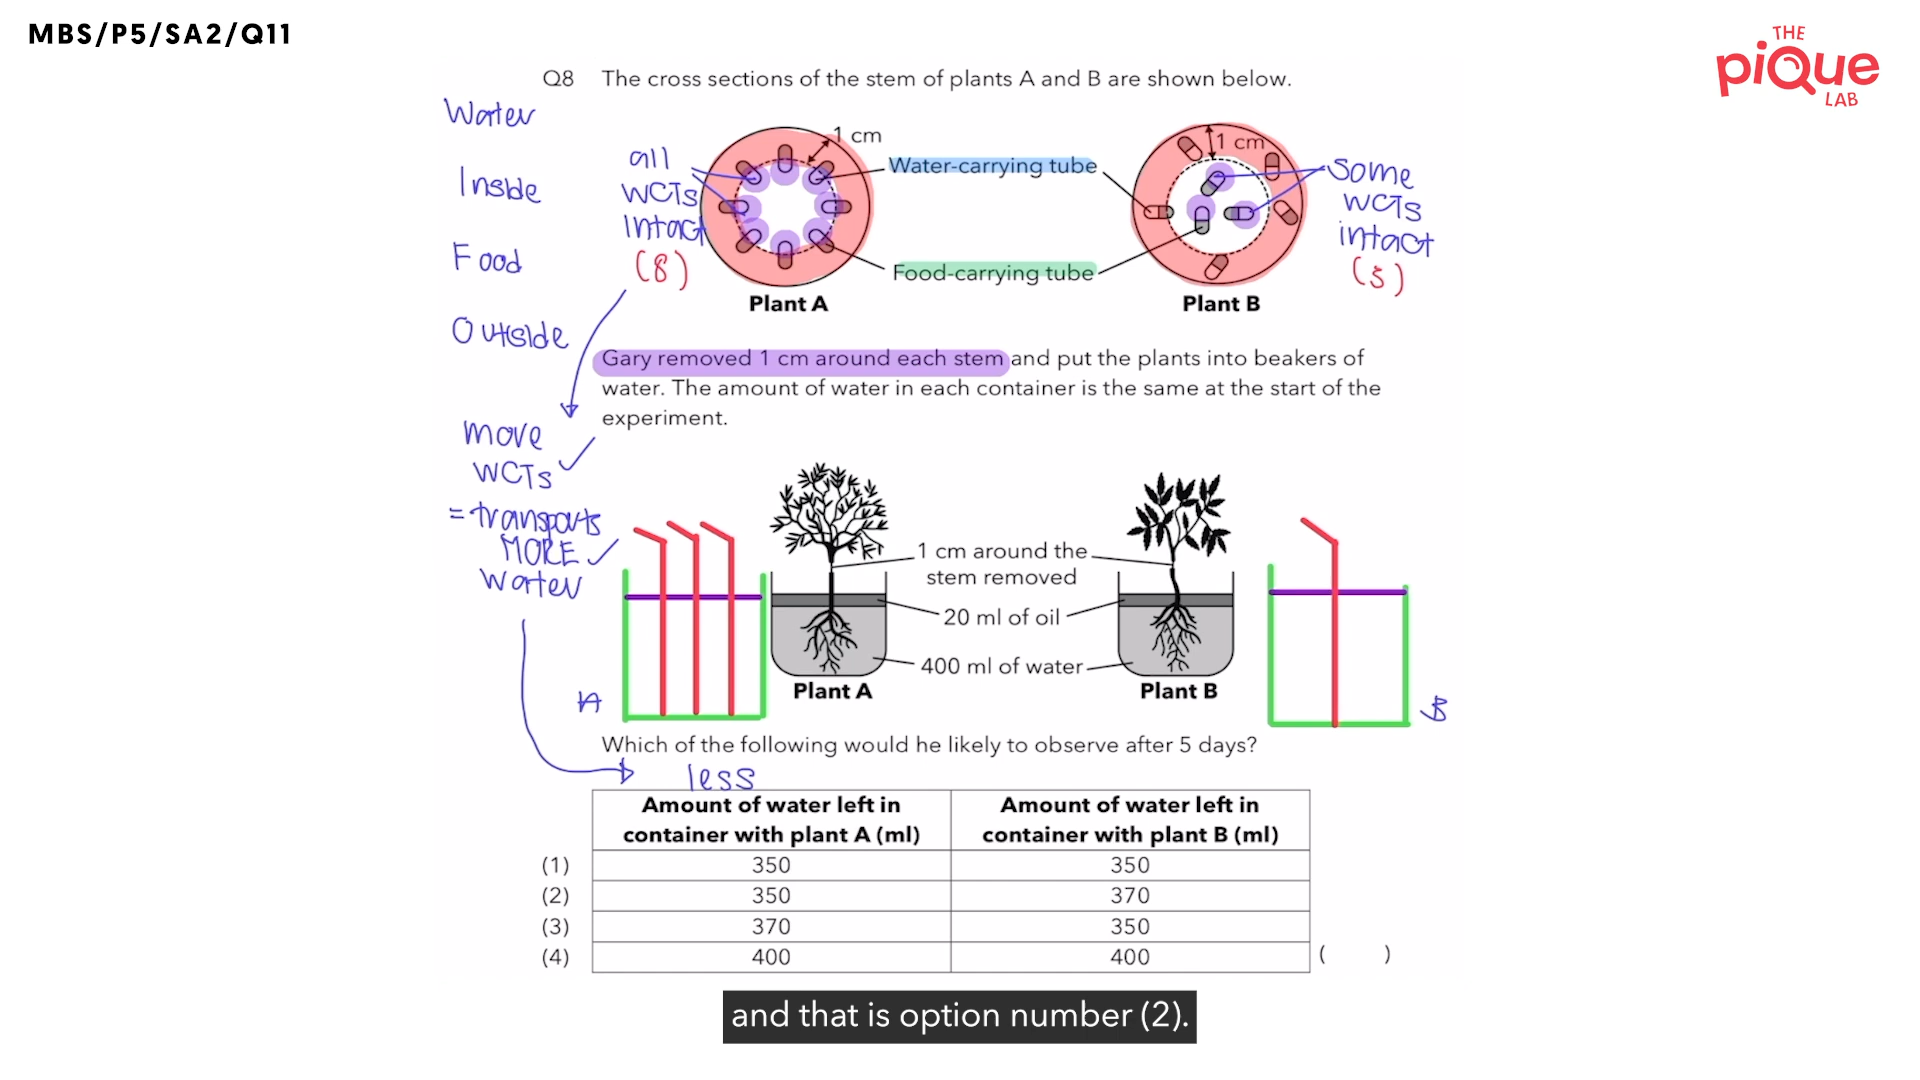 MBS/P5/SA2/Q11
THE
piQue
LAB
Q8 The cross sections of the stem of plants A and B are shown below.
Water
Inside
Food
Outside
all
WCTs
Intact
(8)
1 cm
Water-carrying tube
Food-carrying tube
1 cm
some
WCTs
intact
(3)
Plant A
Plant B
Gary removed 1 cm around each stem and put the plants into beakers of
water. The amount of water in each container is the same at the start of the
experiment.
more
WCTs
= transports
MORE
water
1 cm around the
stem removed
20 ml of oil
400 ml of water
A
Plant A
Plant B
B
Which of the following would he likely to observe after 5 days?
less
Amount of water left in
container with plant A (ml)
Amount of water left in
container with plant B (ml)
(1) 350 350
(2) 350 370
(3) 370 350
(4) 400 400 ( )
and that is option number (2).